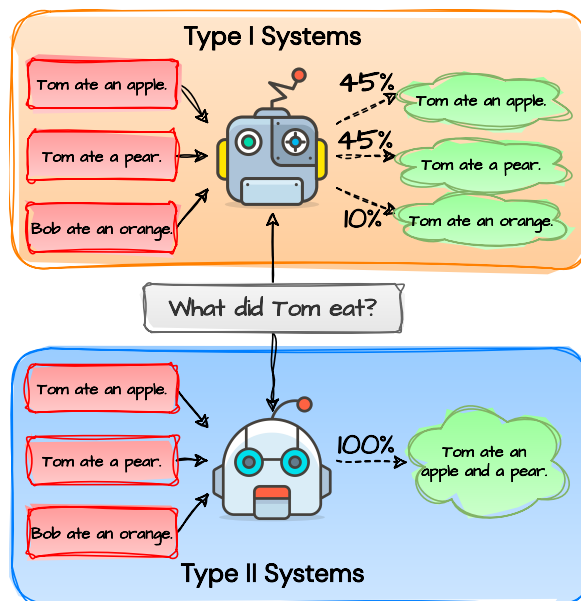 Type I Systems
Tom ate an apple.
Tom ate a pear.
Bob ate an orange.
45%
45%
10%
Tom ate an apple.
Tom ate a pear.
Tom ate an orange.
What did Tom eat?
Tom ate an apple.
Tom ate a pear.
Bob ate an orange.
100%
Tom ate an
apple and a pear.
Type II Systems